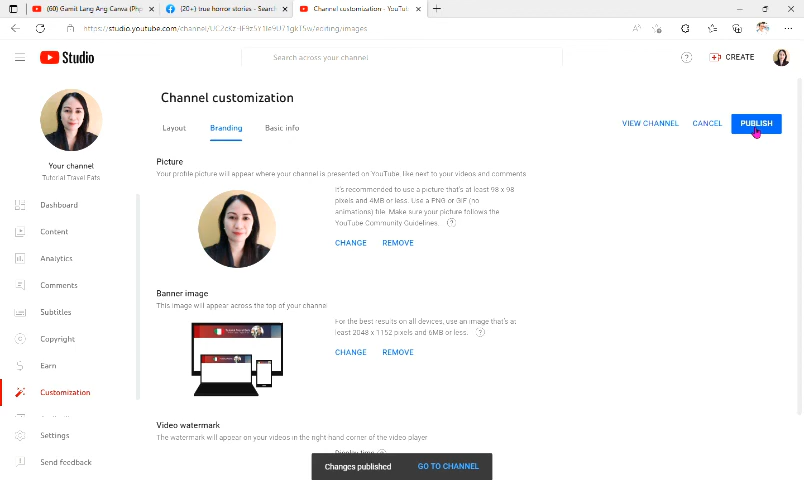 (60) Gamit Lang Ang Canva (Php
(20+) true horror stories - Search
Channel customization - YouTub
Studio
Search across your channel
CREATE
Channel customization
Layout
Branding
Basic info
VIEW CHANNEL
CANCEL
PUBLISH
Your channel
Tutorial Travel Eats
Dashboard
Content
Analytics
Comments
Subtitles
Copyright
Earn
Customization
Settings
Send feedback
Picture
Your profile picture will appear where your channel is presented on YouTube, like next to your videos and comments
It's recommended to use a picture that's at least 98 x 98
pixels and 4MB or less. Use a PNG or GIF (no
animations) file. Make sure your picture follows the
YouTube Community Guidelines.
CHANGE
REMOVE
Banner image
This image will appear across the top of your channel
For the best results on all devices, use an image that's at
least 2048 x 1152 pixels and 6MB or less.
CHANGE
REMOVE
Video watermark
The watermark will appear on your videos in the right-hand corner of the video player
Display time
Changes published
GO TO CHANNEL